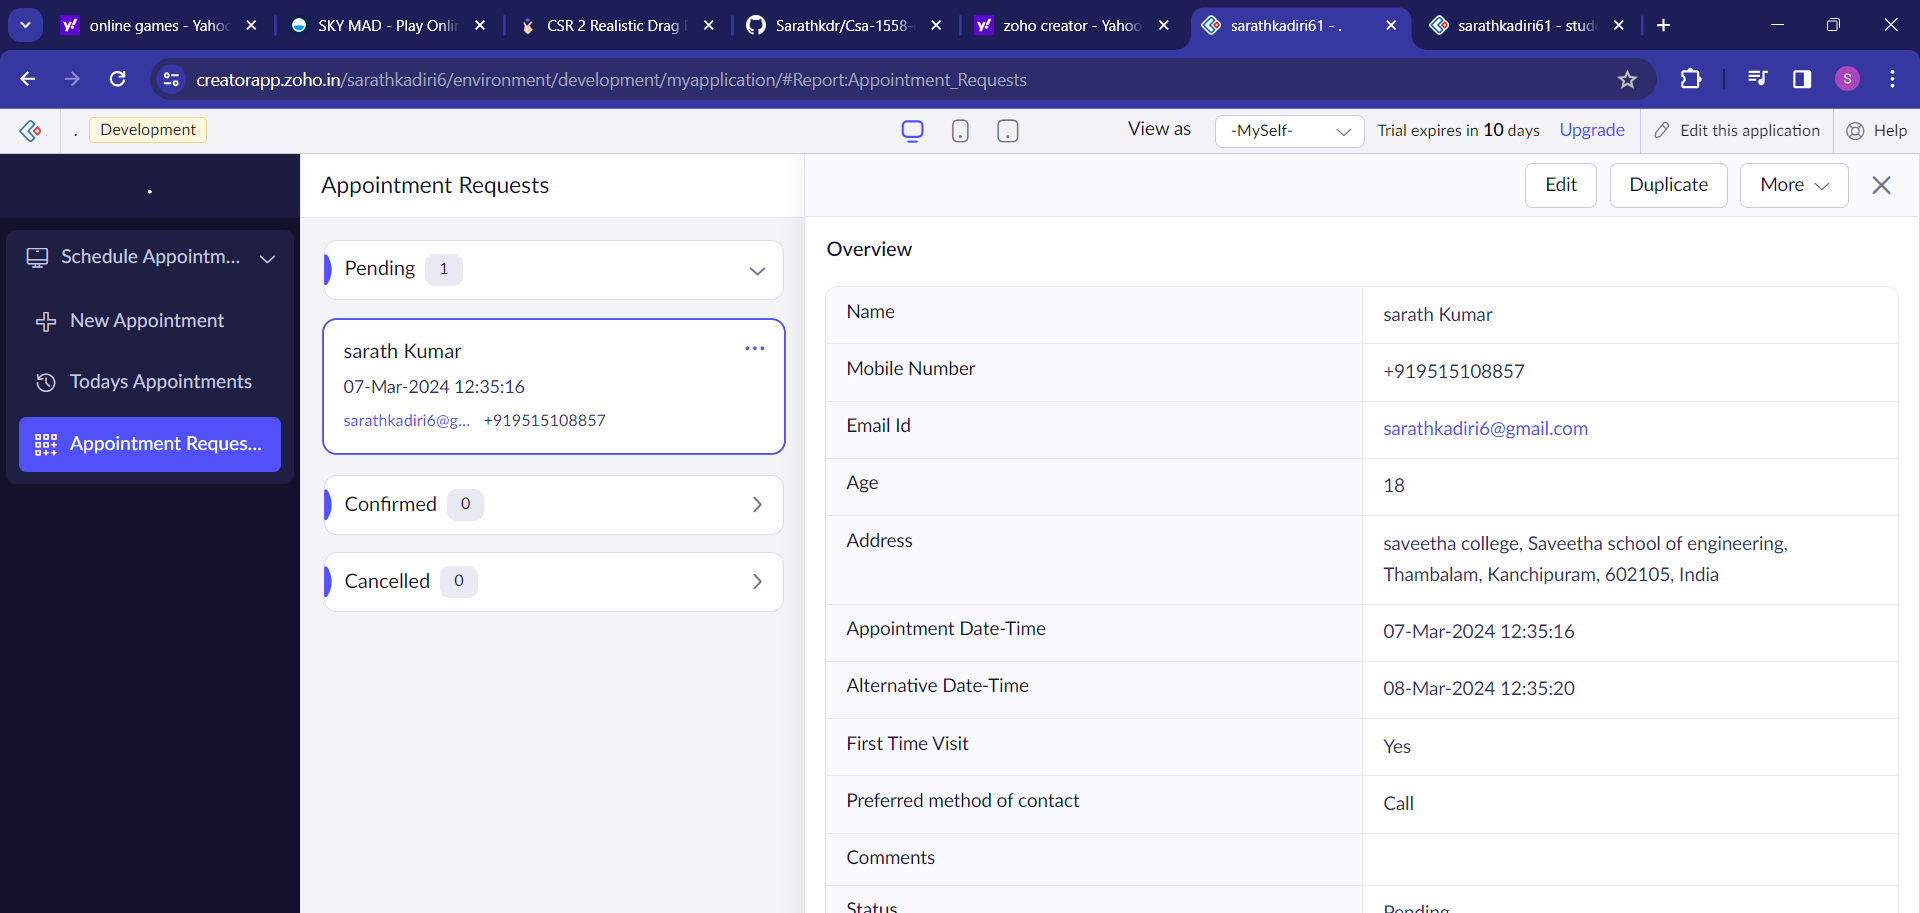 online games - Yahoo
SKY MAD - Play Onlin
CSR 2 Realistic Drag
Sarathkdr/Csa-1558-
zoho creator - Yahoo
sarathkadiri61 - .
sarathkadiri61 - stud
creatorapp.zoho.in/sarathkadiri6/environment/development/myapplication/#Report:Appointment_Requests
S
. Development
View as -MySelf- Trial expires in 10 days Upgrade Edit this application Help
.
Schedule Appointm...
New Appointment
Todays Appointments
Appointment Reques...
Appointment Requests
Pending 1
sarath Kumar
07-Mar-2024 12:35:16
sarathkadiri6@g... +919515108857
Confirmed 0
Cancelled 0
Edit Duplicate More
Overview
Name sarath Kumar
Mobile Number +919515108857
Email Id sarathkadiri6@gmail.com
Age 18
Address saveetha college, Saveetha school of engineering,
Thambalam, Kanchipuram, 602105, India
Appointment Date-Time 07-Mar-2024 12:35:16
Alternative Date-Time 08-Mar-2024 12:35:20
First Time Visit Yes
Preferred method of contact Call
Comments
Status Pending